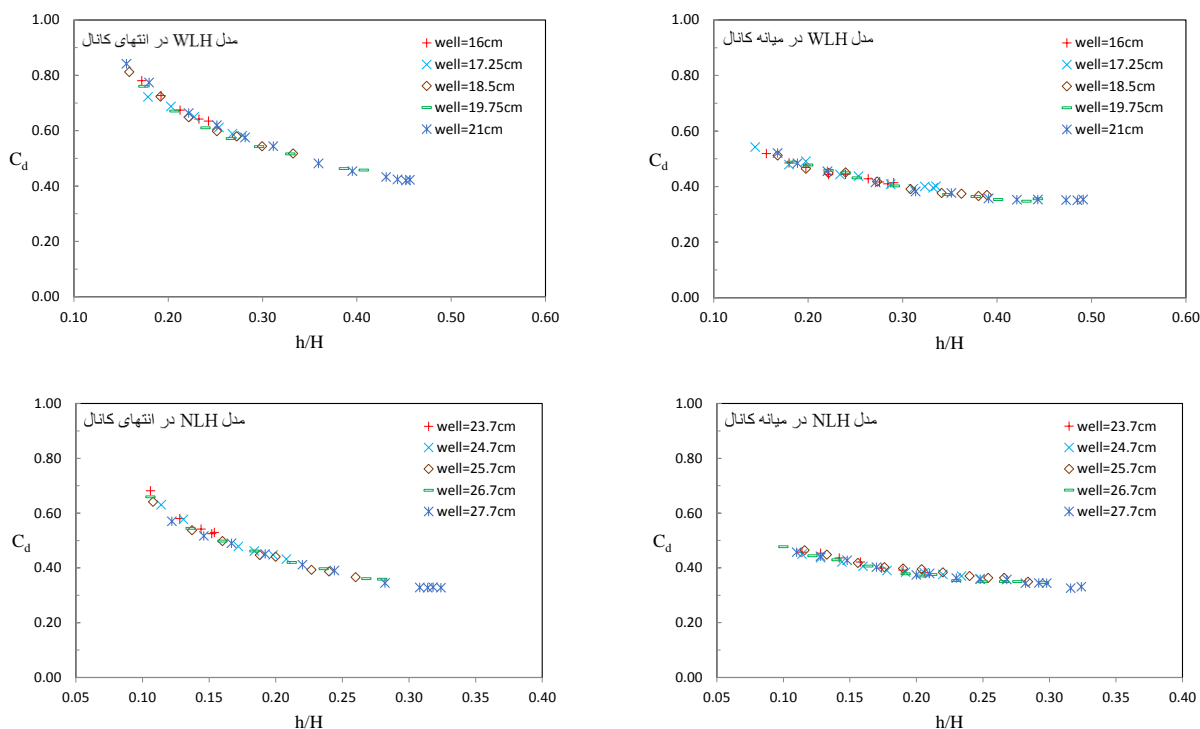 مدل WLH در انتهای کانال
1.00
0.80
0.60
0.40
0.20
0.00
C_d
0.10 0.20 0.30 0.40 0.50 0.60
h/H
well=16cm
well=17.25cm
well=18.5cm
well=19.75cm
well=21cm
مدل WLH در میانه کانال
1.00
0.80
0.60
0.40
0.20
0.00
C_d
0.10 0.20 0.30 0.40 0.50 0.60
h/H
well=16cm
well=17.25cm
well=18.5cm
well=19.75cm
well=21cm
مدل NLH در انتهای کانال
1.00
0.80
0.60
0.40
0.20
0.00
C_d
0.05 0.10 0.15 0.20 0.25 0.30 0.35 0.40
h/H
well=23.7cm
well=24.7cm
well=25.7cm
well=26.7cm
well=27.7cm
مدل NLH در میانه کانال
1.00
0.80
0.60
0.40
0.20
0.00
C_d
0.05 0.10 0.15 0.20 0.25 0.30 0.35 0.40
h/H
well=23.7cm
well=24.7cm
well=25.7cm
well=26.7cm
well=27.7cm